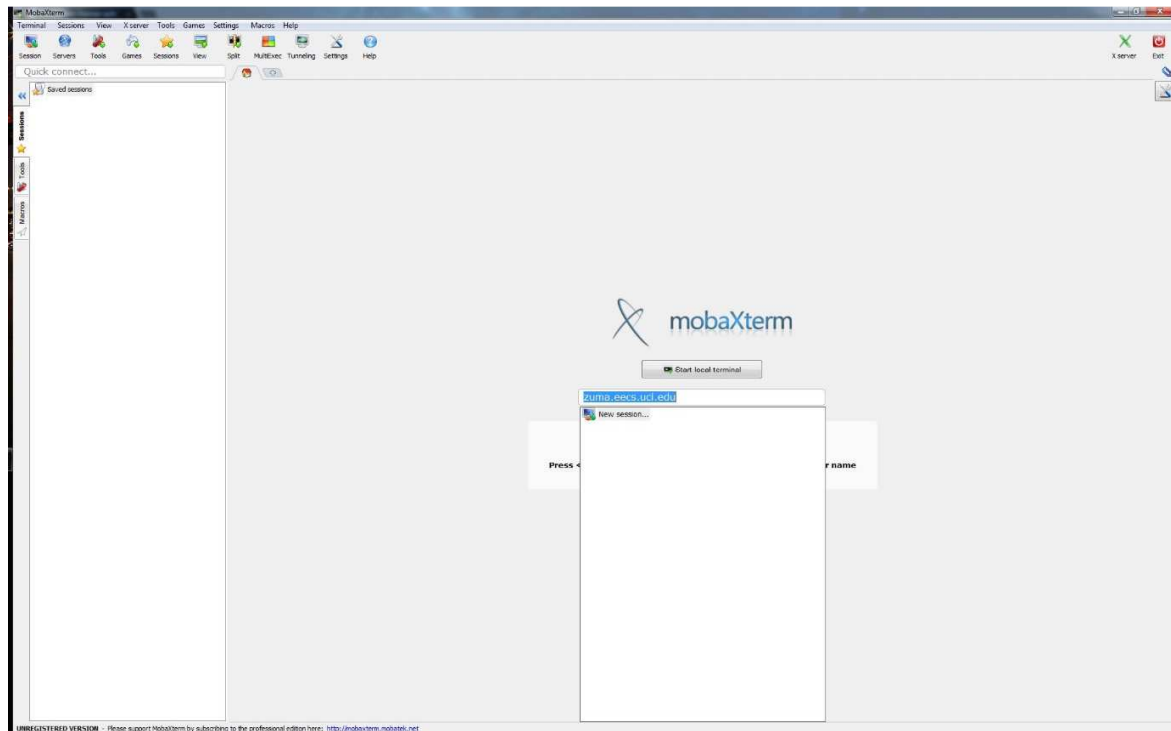 MobaXterm
Terminal Sessions View X server Tools Games Settings Macros Help
Session Servers Tools Games Sessions View Split MultiExec Tunneling Settings Help X server Exit
Quick connect...
Saved sessions
Sessions
Tools
Macros
mobaXterm
Start local terminal
zuma.eecs.uci.edu
New session...
Press < r name
UNREGISTERED VERSION - Please support MobaXterm by subscribing to the professional edition here: http://mobaxterm.mobatek.net